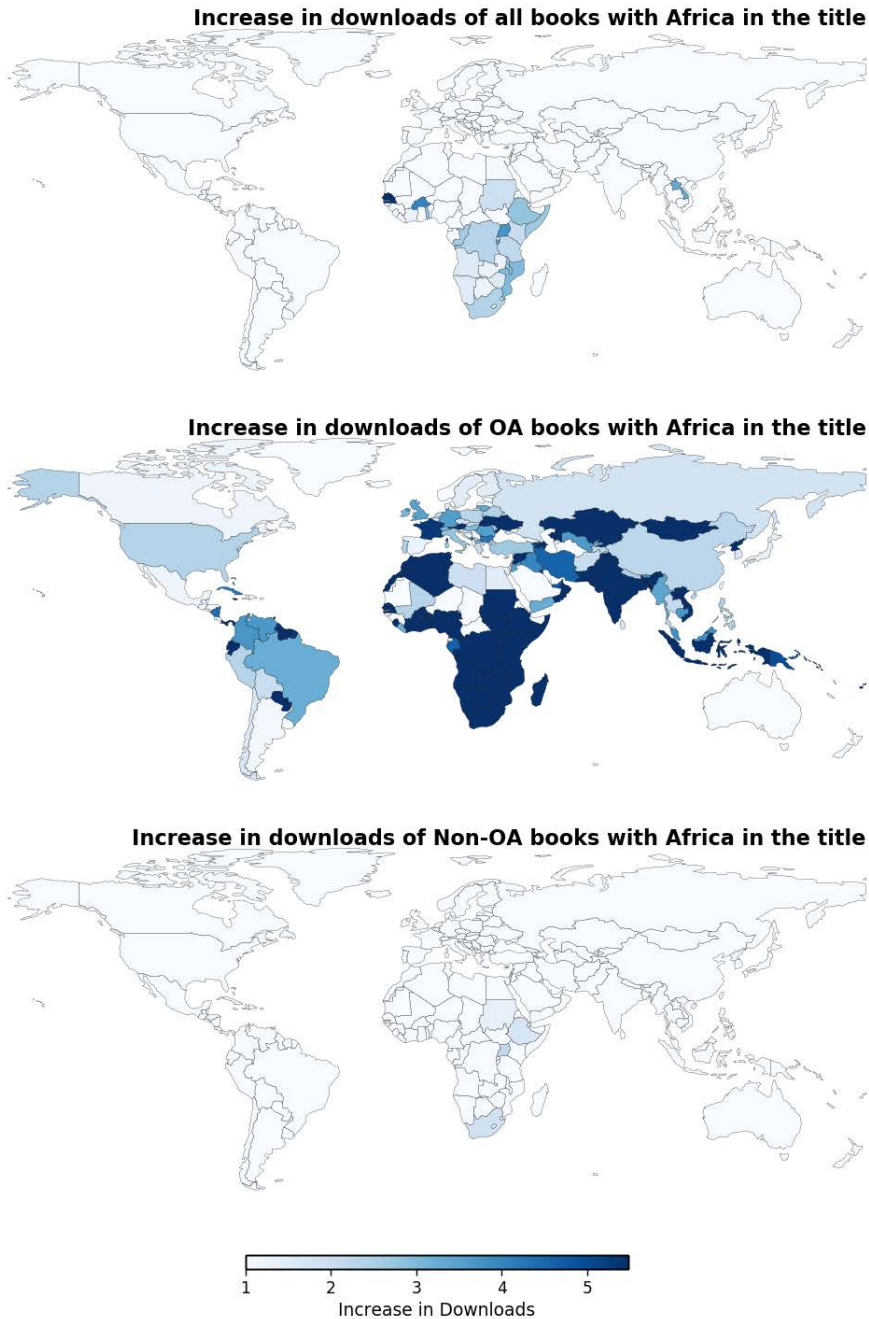 Increase in downloads of all books with Africa in the title
Increase in downloads of OA books with Africa in the title
Increase in downloads of Non-OA books with Africa in the title
1 2 3 4 5
Increase in Downloads